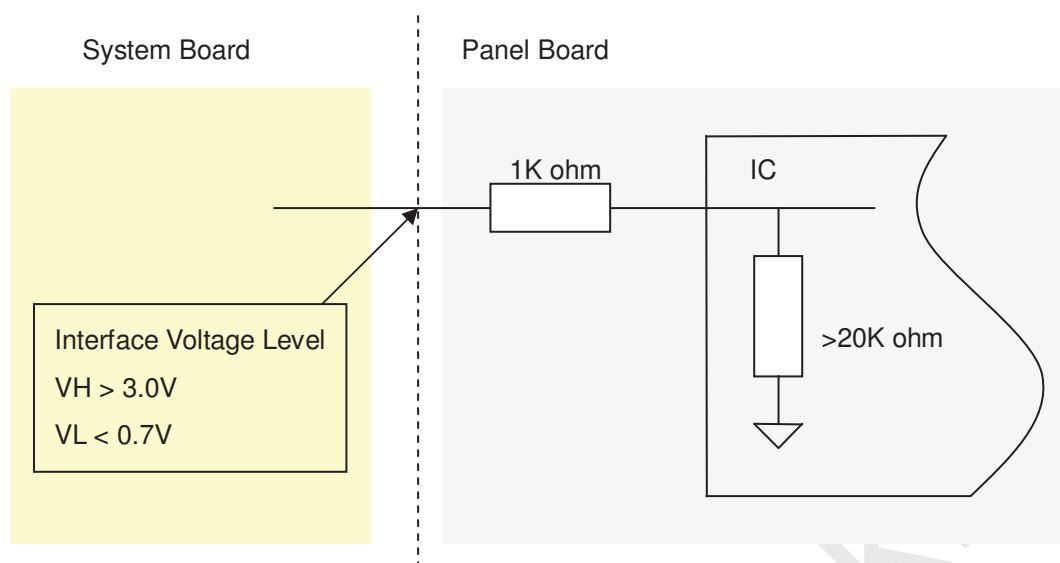 System Board
Panel Board
1K ohm
IC
>20K ohm
Interface Voltage Level
VH > 3.0V
VL < 0.7V